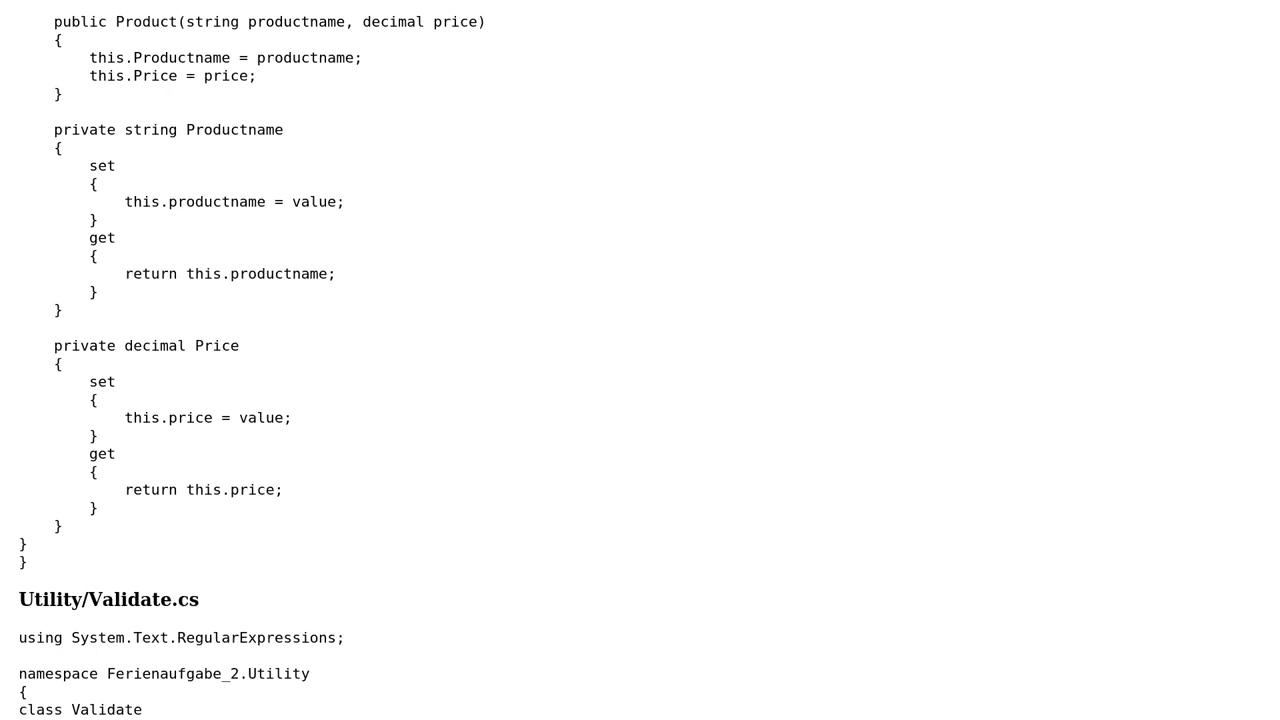 public Product(string productname, decimal price)
    {
        this.Productname = productname;
        this.Price = price;
    }

    private string Productname
    {
        set
        {
            this.productname = value;
        }
        get
        {
            return this.productname;
        }
    }

    private decimal Price
    {
        set
        {
            this.price = value;
        }
        get
        {
            return this.price;
        }
    }
}
}
Utility/Validate.cs
using System.Text.RegularExpressions;

namespace Ferienaufgabe_2.Utility
{
class Validate